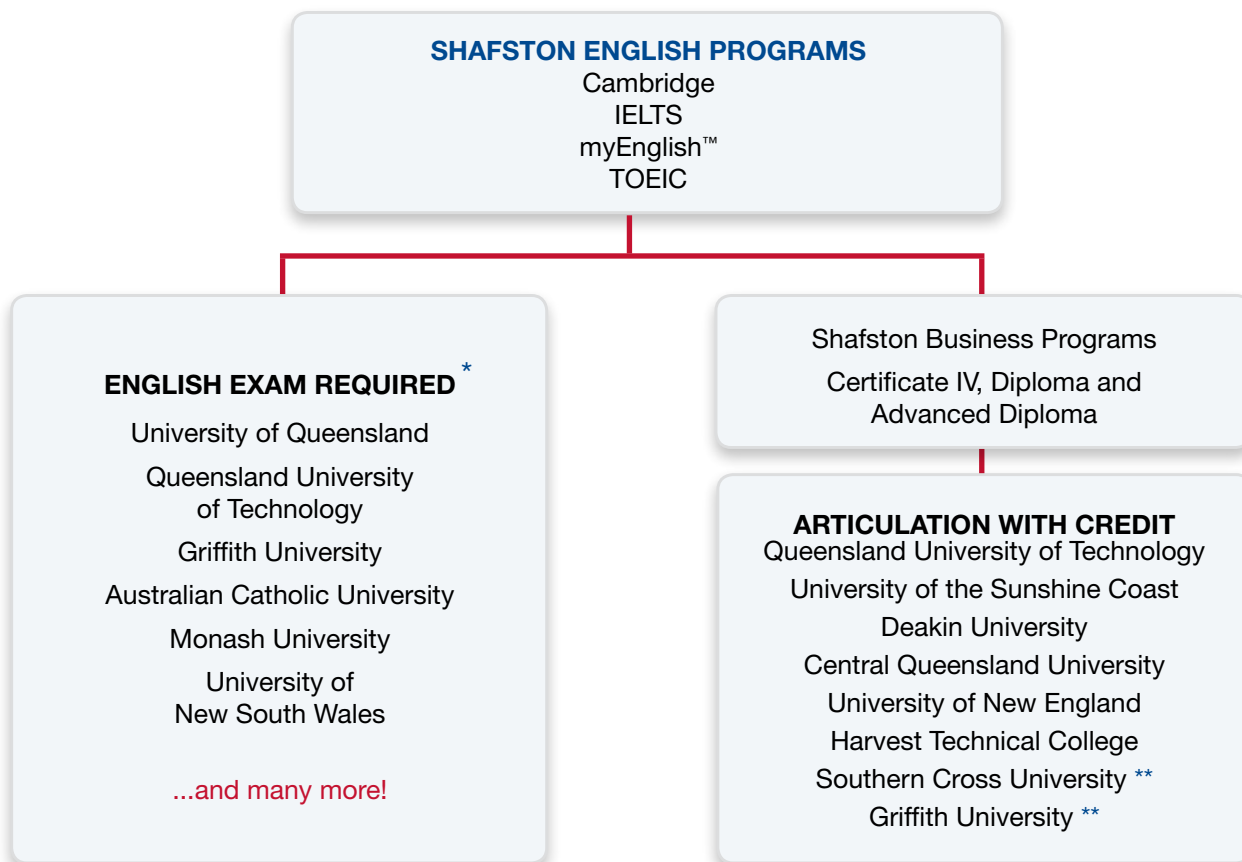 SHAFSTON ENGLISH PROGRAMS
Cambridge
IELTS
myEnglish™
TOEIC
ENGLISH EXAM REQUIRED *
University of Queensland
Queensland University
of Technology
Griffith University
Australian Catholic University
Monash University
University of
New South Wales
...and many more!
Shafston Business Programs
Certificate IV, Diploma and
Advanced Diploma
ARTICULATION WITH CREDIT
Queensland University of Technology
University of the Sunshine Coast
Deakin University
Central Queensland University
University of New England
Harvest Technical College
Southern Cross University **
Griffith University **